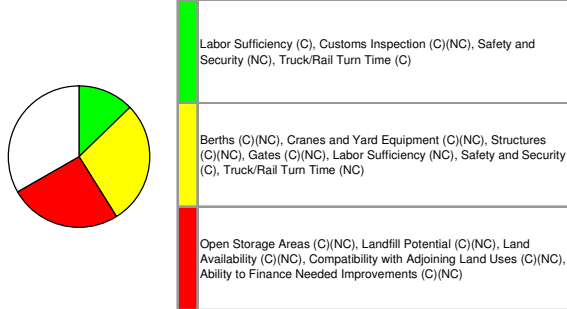 Labor Sufficiency (C), Customs Inspection (C)(NC), Safety and
Security (NC), Truck/Rail Turn Time (C)
Berths (C)(NC), Cranes and Yard Equipment (C)(NC), Structures
(C)(NC), Gates (C)(NC), Labor Sufficiency (NC), Safety and Security
(C), Truck/Rail Turn Time (NC)
Open Storage Areas (C)(NC), Landfill Potential (C)(NC), Land
Availability (C)(NC), Compatibility with Adjoining Land Uses (C)(NC),
Ability to Finance Needed Improvements (C)(NC)